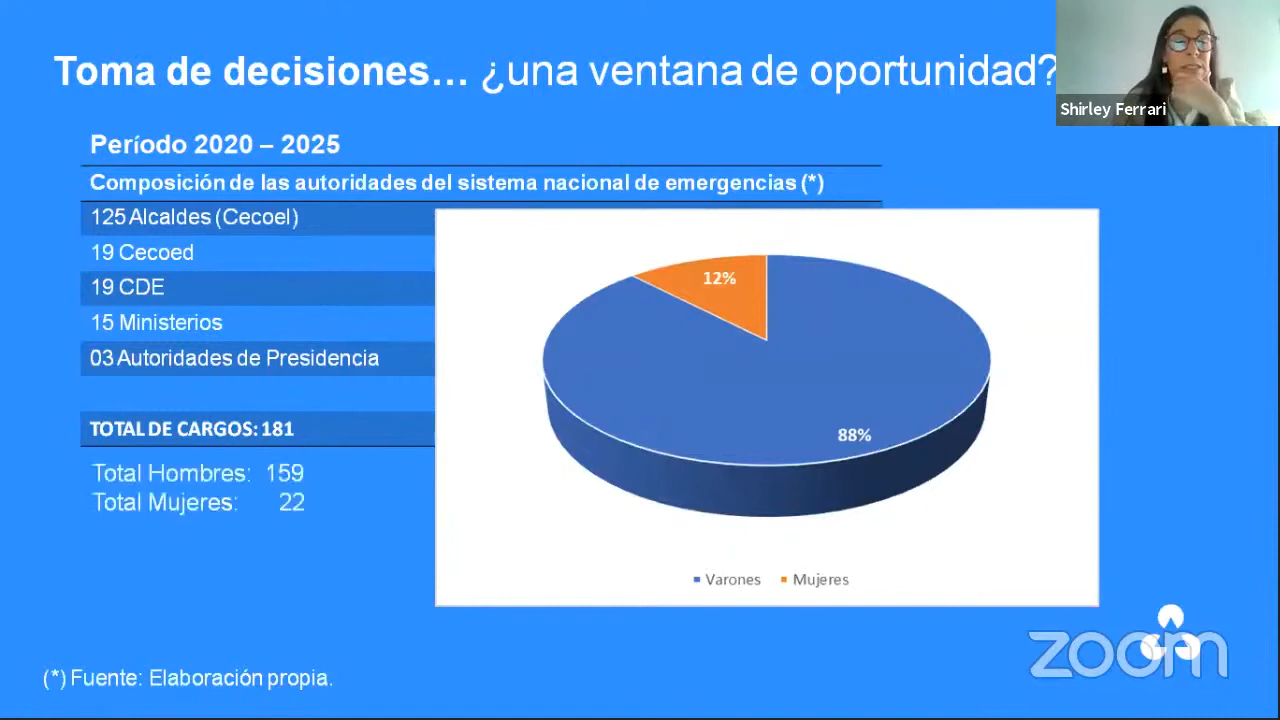 Toma de decisiones... ¿una ventana de oportunidad?
Shirley Ferrari
Período 2020 – 2025
Composición de las autoridades del sistema nacional de emergencias (*)
125 Alcaldes (Cecoel)
19 Cecoed
19 CDE
15 Ministerios
03 Autoridades de Presidencia
TOTAL DE CARGOS: 181
Total Hombres: 159
Total Mujeres: 22
12%
88%
Varones Mujeres
zoom
(*) Fuente: Elaboración propia.